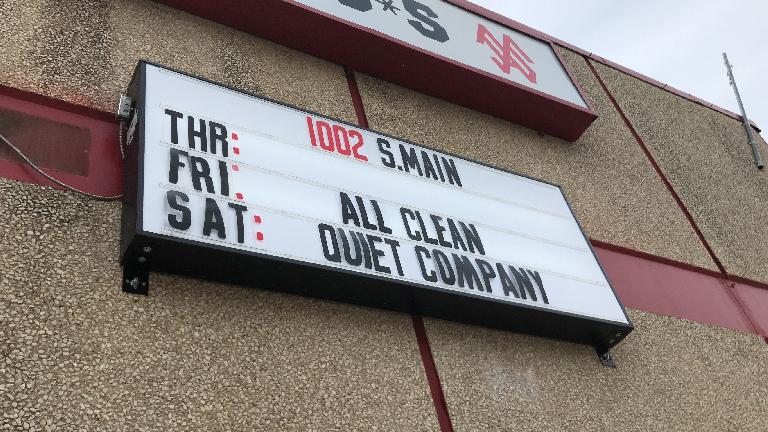 *S
1002 S.MAIN
THR:
FRI:
ALL CLEAN
SAT: QUIET COMPANY